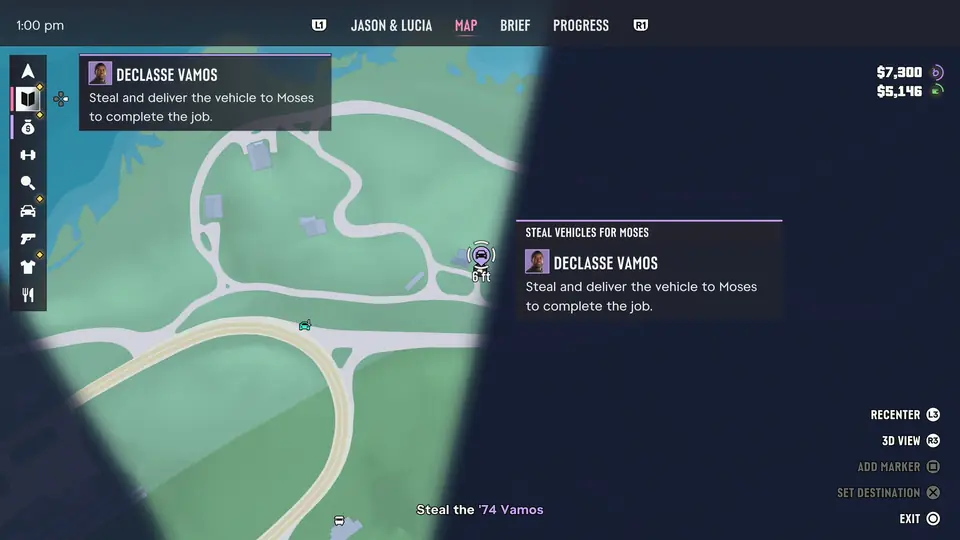 1:00 pm
L1
JASON & LUCIA
MAP
BRIEF
PROGRESS
R1
$7,300
$5,146
DECLASSE VAMOS
Steal and deliver the vehicle to Moses
to complete the job.
6 ft
STEAL VEHICLES FOR MOSES
DECLASSE VAMOS
Steal and deliver the vehicle to Moses
to complete the job.
RECENTER L3
3D VIEW R3
ADD MARKER
SET DESTINATION
EXIT
Steal the '74 Vamos